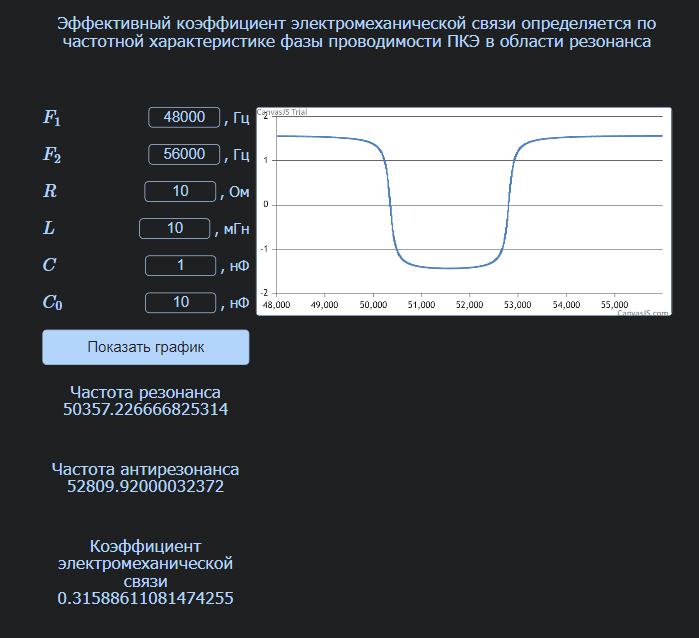 Эффективный коэффициент электромеханической связи определяется по
частотной характеристике фазы проводимости ПКЭ в области резонанса
F₁ 48000 , Гц
F₂ 56000 , Гц
R 10 , Ом
L 10 , мГн
C 1 , нФ
C₀ 10 , нФ
Показать график
Частота резонанса
50357.226666825314
Частота антирезонанса
52809.92000032372
Коэффициент
электромеханической
связи
0.31588611081474255
CanvasJS Trial
2
1
0
-1
-2
48,000 49,000 50,000 51,000 52,000 53,000 54,000 55,000
CanvasJS.com